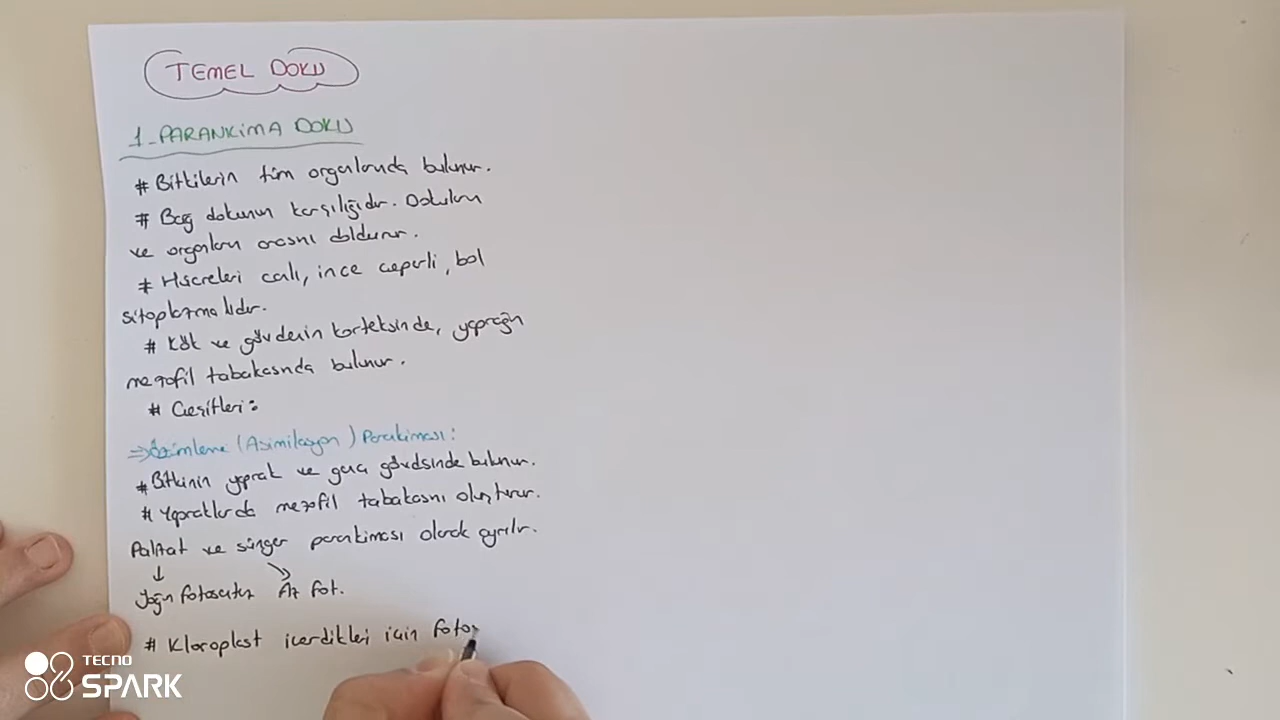 TEMEL DOKU
1-PARANKİMA DOKU
# Bitkilerin tüm organlarında bulunur.
# Bağ dokunun karşılığıdır. Dokuların
ve organların arasını doldurur.
# Hücreleri canlı, ince çeperli, bol
sitoplazmalıdır.
# Kök ve gövdenin korteksinde, yaprağın
mezofil tabakasında bulunur.
# Çeşitleri:
⇒ Özümleme (Asimilasyon) Parankiması:
# Bitkinin yaprak ve genç gövdesinde bulunur.
# Yapraklarda mezofil tabakasını oluşturur.
Palizat ve sünger parankiması olarak ayrılır.
↓ ↘
Yoğun fotosentez Az fot.
# Kloroplast içerdikleri için fotos
TECNO
SPARK